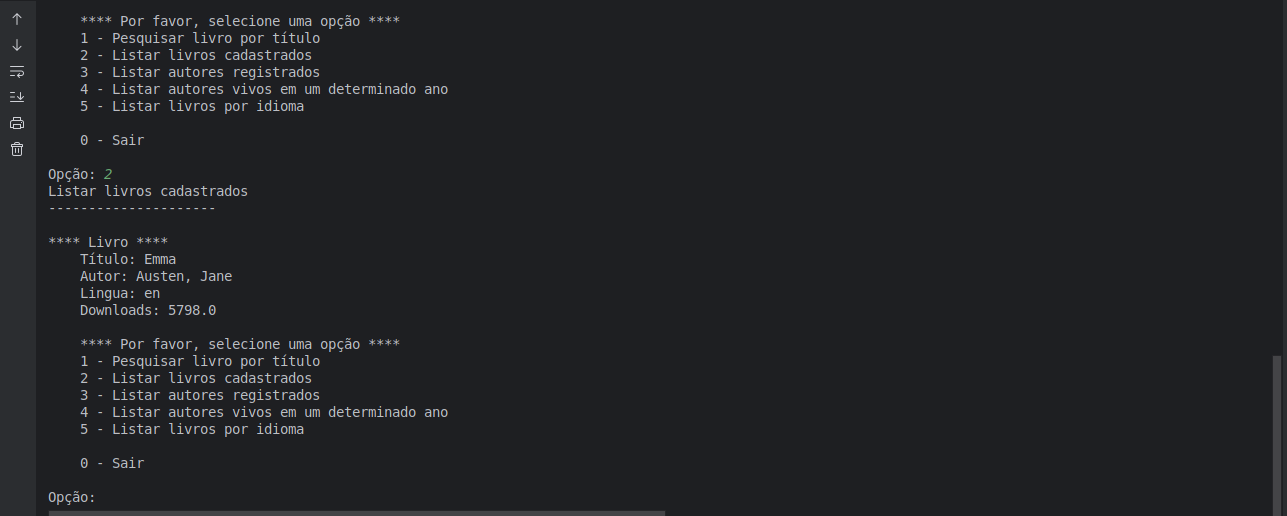 **** Por favor, selecione uma opção ****
1 - Pesquisar livro por título
2 - Listar livros cadastrados
3 - Listar autores registrados
4 - Listar autores vivos em um determinado ano
5 - Listar livros por idioma
0 - Sair
Opção: 2
Listar livros cadastrados
---------------------
**** Livro ****
Título: Emma
Autor: Austen, Jane
Lingua: en
Downloads: 5798.0
**** Por favor, selecione uma opção ****
1 - Pesquisar livro por título
2 - Listar livros cadastrados
3 - Listar autores registrados
4 - Listar autores vivos em um determinado ano
5 - Listar livros por idioma
0 - Sair
Opção: